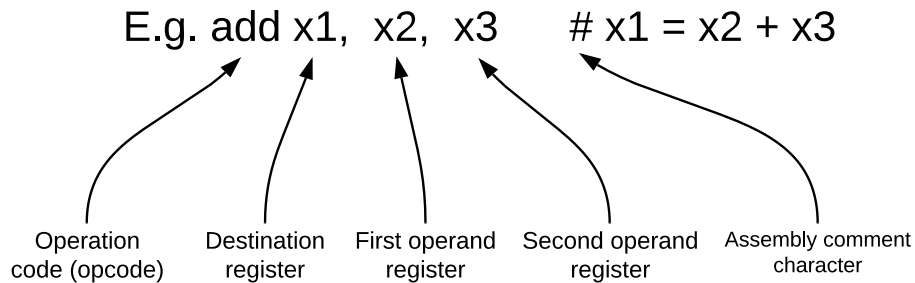 E.g. add x1, x2, x3 # x1 = x2 + x3
Operation
code (opcode)
Destination
register
First operand
register
Second operand
register
Assembly comment
character